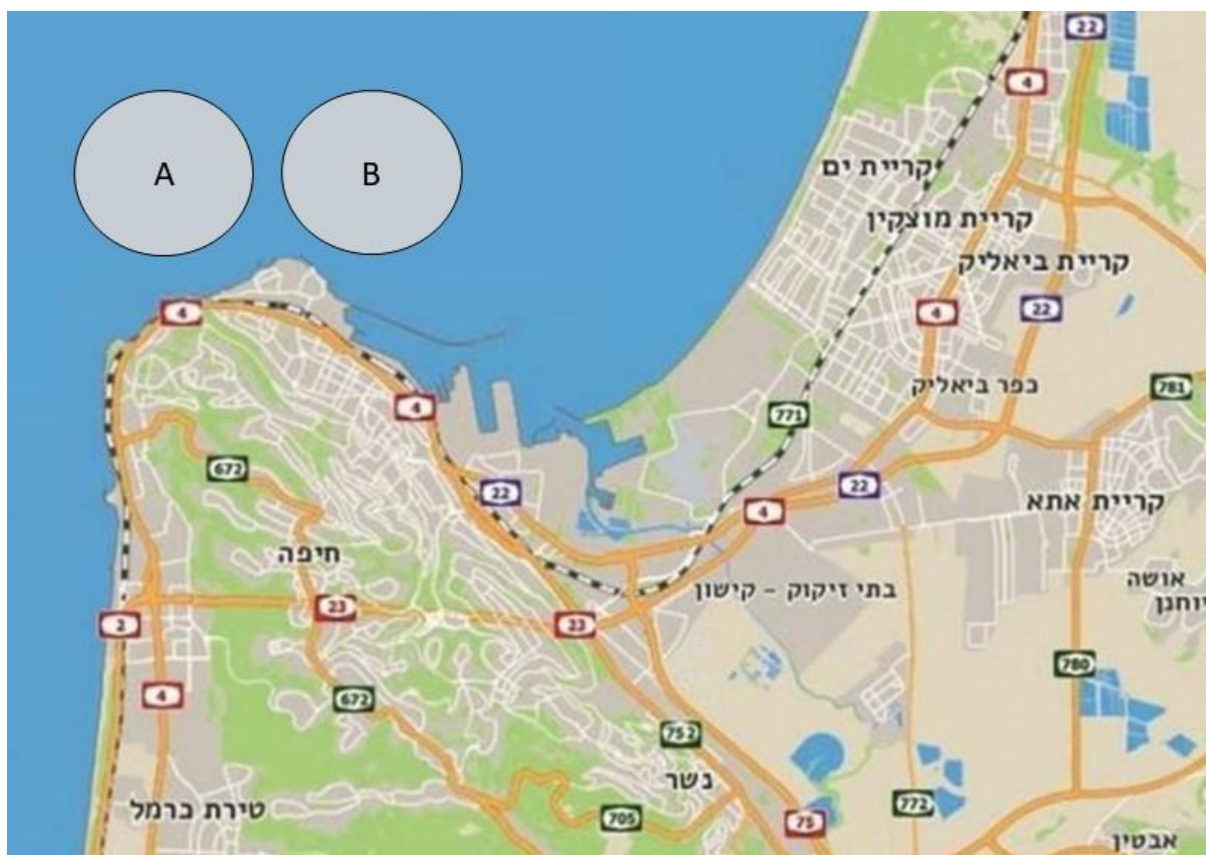 22
4
A
B
קריית ים
קריית מוצקין
קריית ביאליק
4
4
22
כפר ביאליק
781
4
771
672
22
22
4
קריית אתא
חיפה
בתי זיקוק - קישון
אושה
יוחנן
2
23
23
780
4
672
752
נשר
טירת כרמל
772
705
75
אבטין